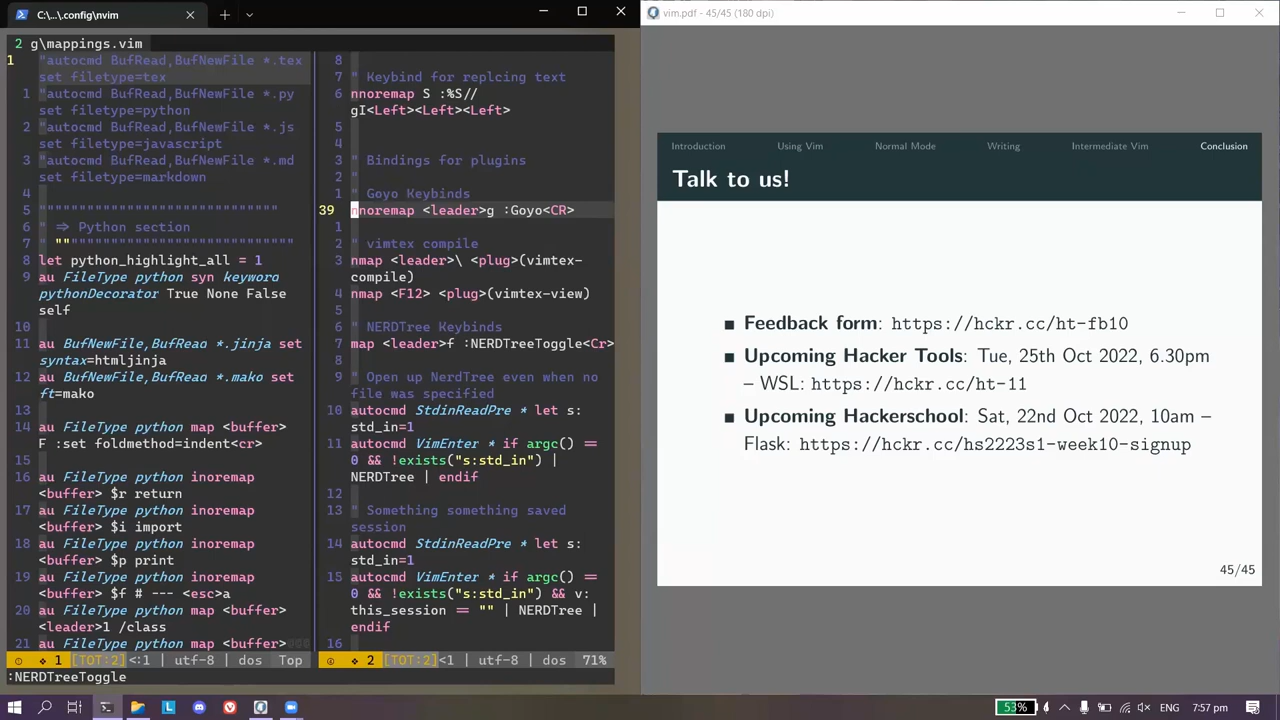 C:\...\.config\nvim
2 g\mappings.vim
1 "autocmd BufRead,BufNewFile *.tex
set filetype=tex
1 "autocmd BufRead,BufNewFile *.py
set filetype=python
2 "autocmd BufRead,BufNewFile *.js
set filetype=javascript
3 "autocmd BufRead,BufNewFile *.md
set filetype=markdown
4
5 """"""""""""""""""""""""""""""
6 " => Python section
7 " """"""""""""""""""""""""""""""
8 let python_highlight_all = 1
9 au FileType python syn keyword
pythonDecorator True None False
self
10
11 au BufNewFile,BufRead *.jinja set
syntax=htmljinja
12 au BufNewFile,BufRead *.mako set
ft=mako
13
14 au FileType python map <buffer>
F :set foldmethod=indent<cr>
15
16 au FileType python inoremap
<buffer> $r return
17 au FileType python inoremap
<buffer> $i import
18 au FileType python inoremap
<buffer> $p print
19 au FileType python inoremap
<buffer> $f # --- <esc>a
20 au FileType python map <buffer>
<leader>1 /class
21 au FileType python map <buffer>
1 [TOT:2]<:1 | utf-8 | dos Top
:NERDTreeToggle
8
7 " Keybind for replcing text
6 nnoremap S :%S//
gI<Left><Left><Left>
5
4
3 " Bindings for plugins
2 "
1 " Goyo Keybinds
39 nnoremap <leader>g :Goyo<CR>
1
2 " vimtex compile
3 nmap <leader>\ <plug>(vimtex-
compile)
4 nmap <F12> <plug>(vimtex-view)
5
6 " NERDTree Keybinds
7 map <leader>f :NERDTreeToggle<Cr>
8
9 " Open up NerdTree even when no
file was specified
10 autocmd StdinReadPre * let s:
std_in=1
11 autocmd VimEnter * if argc() ==
0 && !exists("s:std_in") |
NERDTree | endif
12
13 " Something something saved
session
14 autocmd StdinReadPre * let s:
std_in=1
15 autocmd VimEnter * if argc() ==
0 && !exists("s:std_in") && v:
this_session == "" | NERDTree |
endif
16
2 [TOT:2]<1 | utf-8 | dos 71%
vim.pdf - 45/45 (180 dpi)
Introduction Using Vim Normal Mode Writing Intermediate Vim Conclusion
Talk to us!
Feedback form: https://hckr.cc/ht-fb10
Upcoming Hacker Tools: Tue, 25th Oct 2022, 6.30pm
– WSL: https://hckr.cc/ht-11
Upcoming Hackerschool: Sat, 22nd Oct 2022, 10am –
Flask: https://hckr.cc/hs2223s1-week10-signup
45/45
53% ENG 7:57 pm